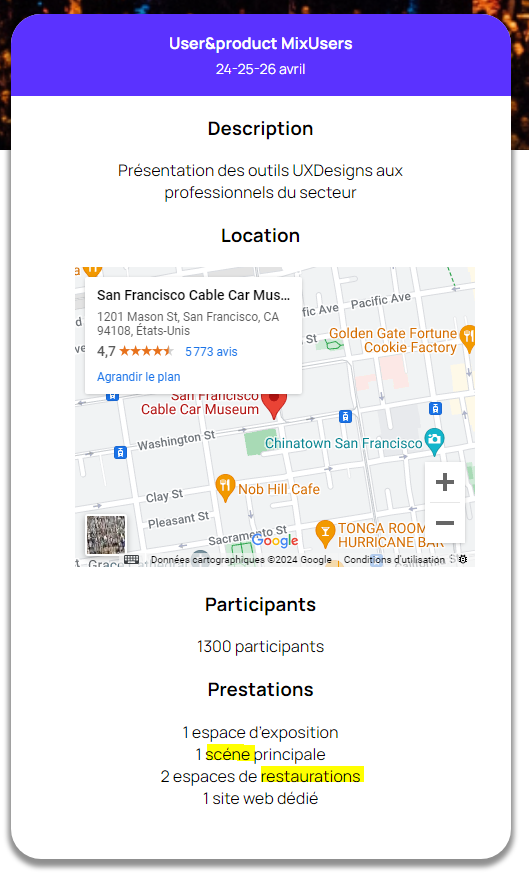 User&product MixUsers
24-25-26 avril
Description
Présentation des outils UXDesigns aux
professionnels du secteur
Location
San Francisco Cable Car Mus...
1201 Mason St, San Francisco, CA
94108, États-Unis
4,7 5 773 avis
Agrandir le plan
Pacific Ave
Pacific Ave
Golden Gate Fortune
Cookie Factory
San Francisco
Cable Car Museum
Washington St
Chinatown San Francisco
Clay St
Nob Hill Cafe
Pleasant St
Sacramento St
TONGA ROOM
HURRICANE BAR
Google
Données cartographiques ©2024 Google Conditions d'utilisation
Participants
1300 participants
Prestations
1 espace d'exposition
1 scéne principale
2 espaces de restaurations
1 site web dédié